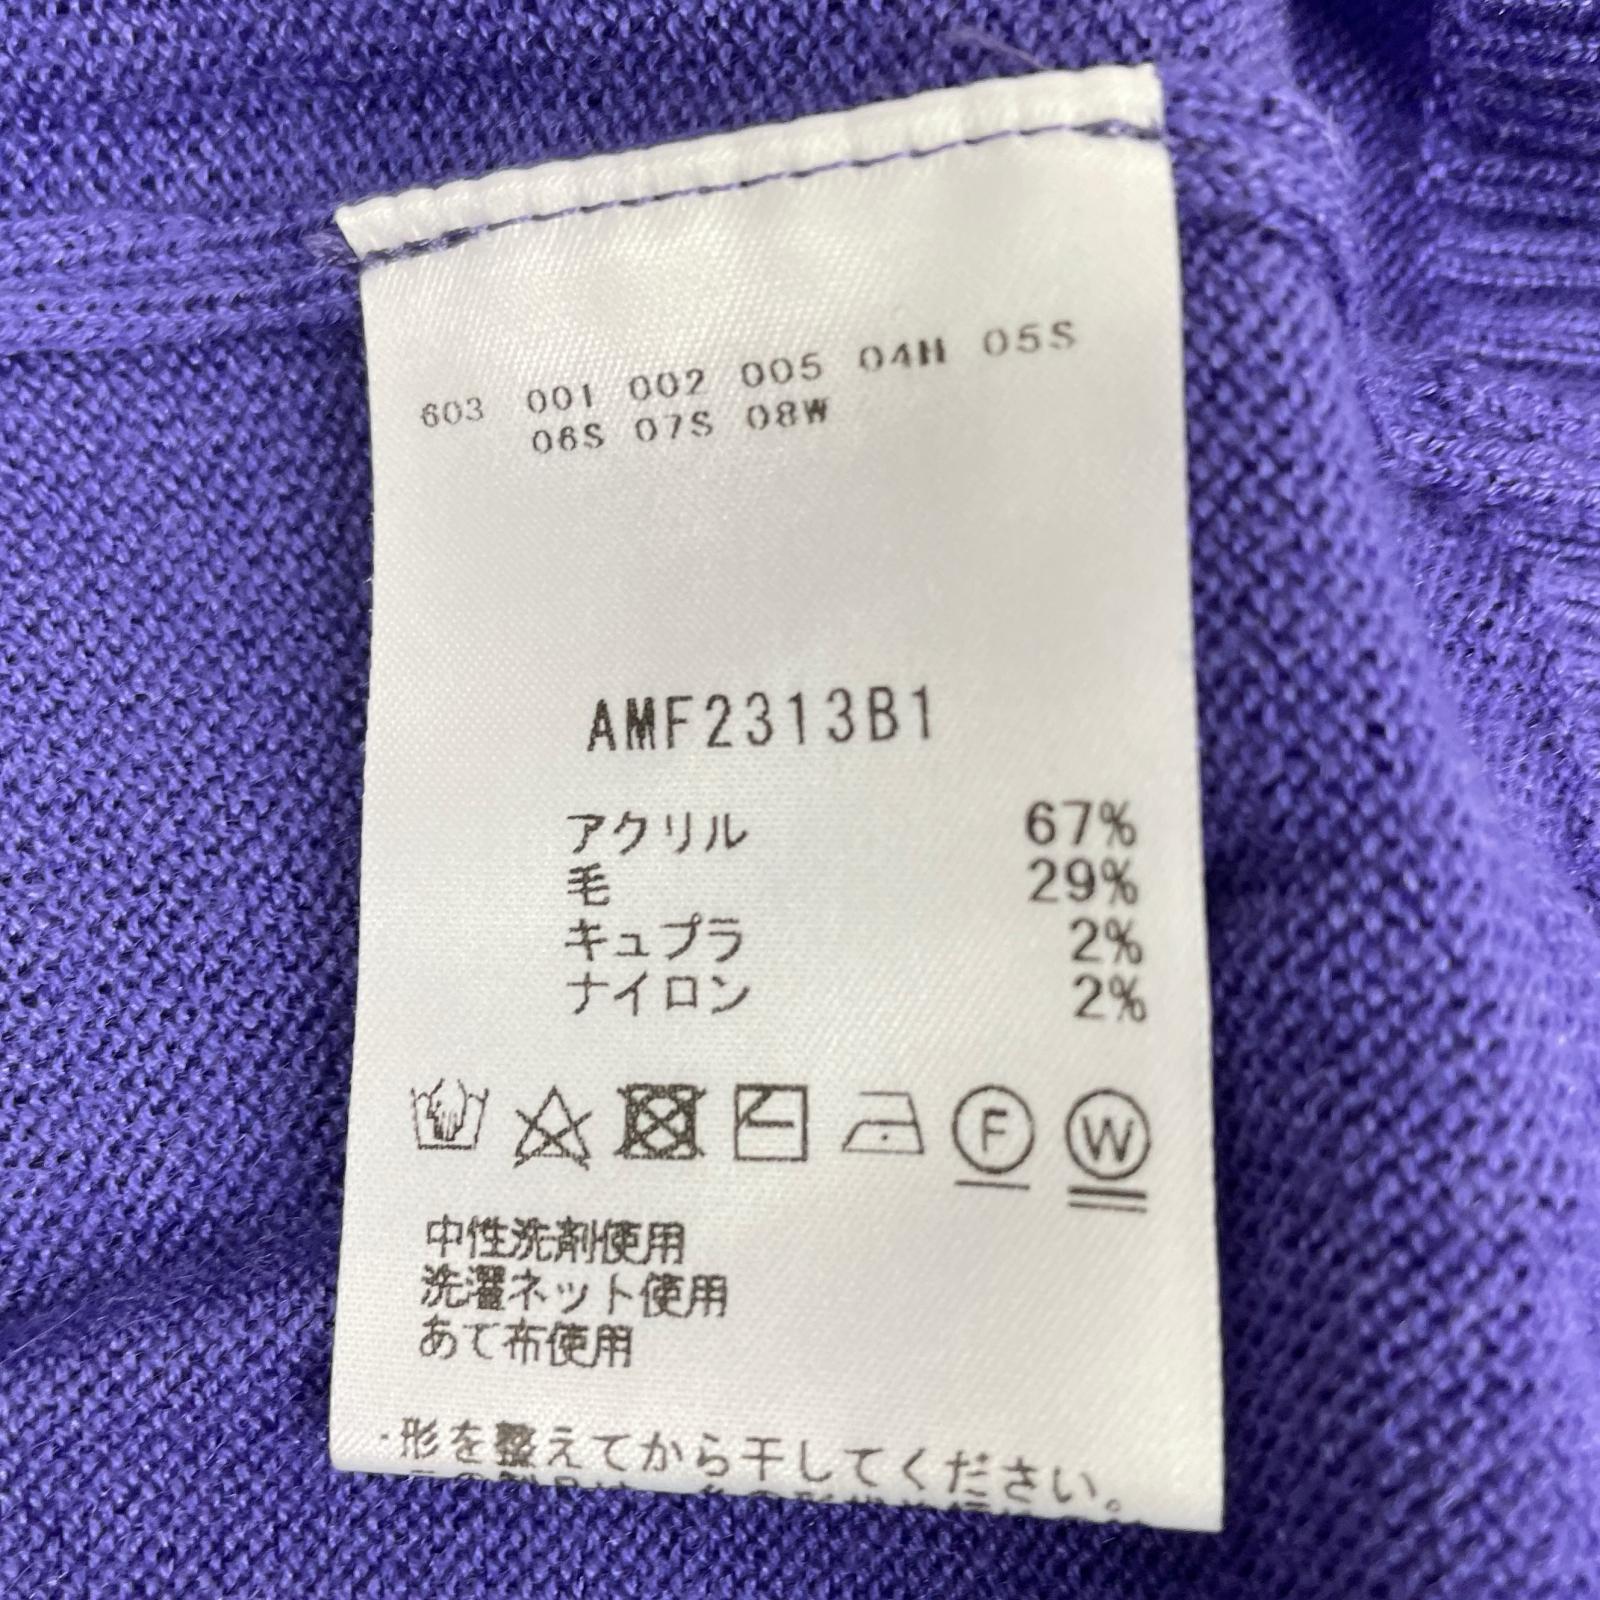 603 001 002 005 04H 05S
06S 07S 08W
AMF2313B1
アクリル 67%
毛 29%
キュプラ 2%
ナイロン 2%
F W
中性洗剤使用
洗濯ネット使用
あて布使用
・形を整えてから干してください。